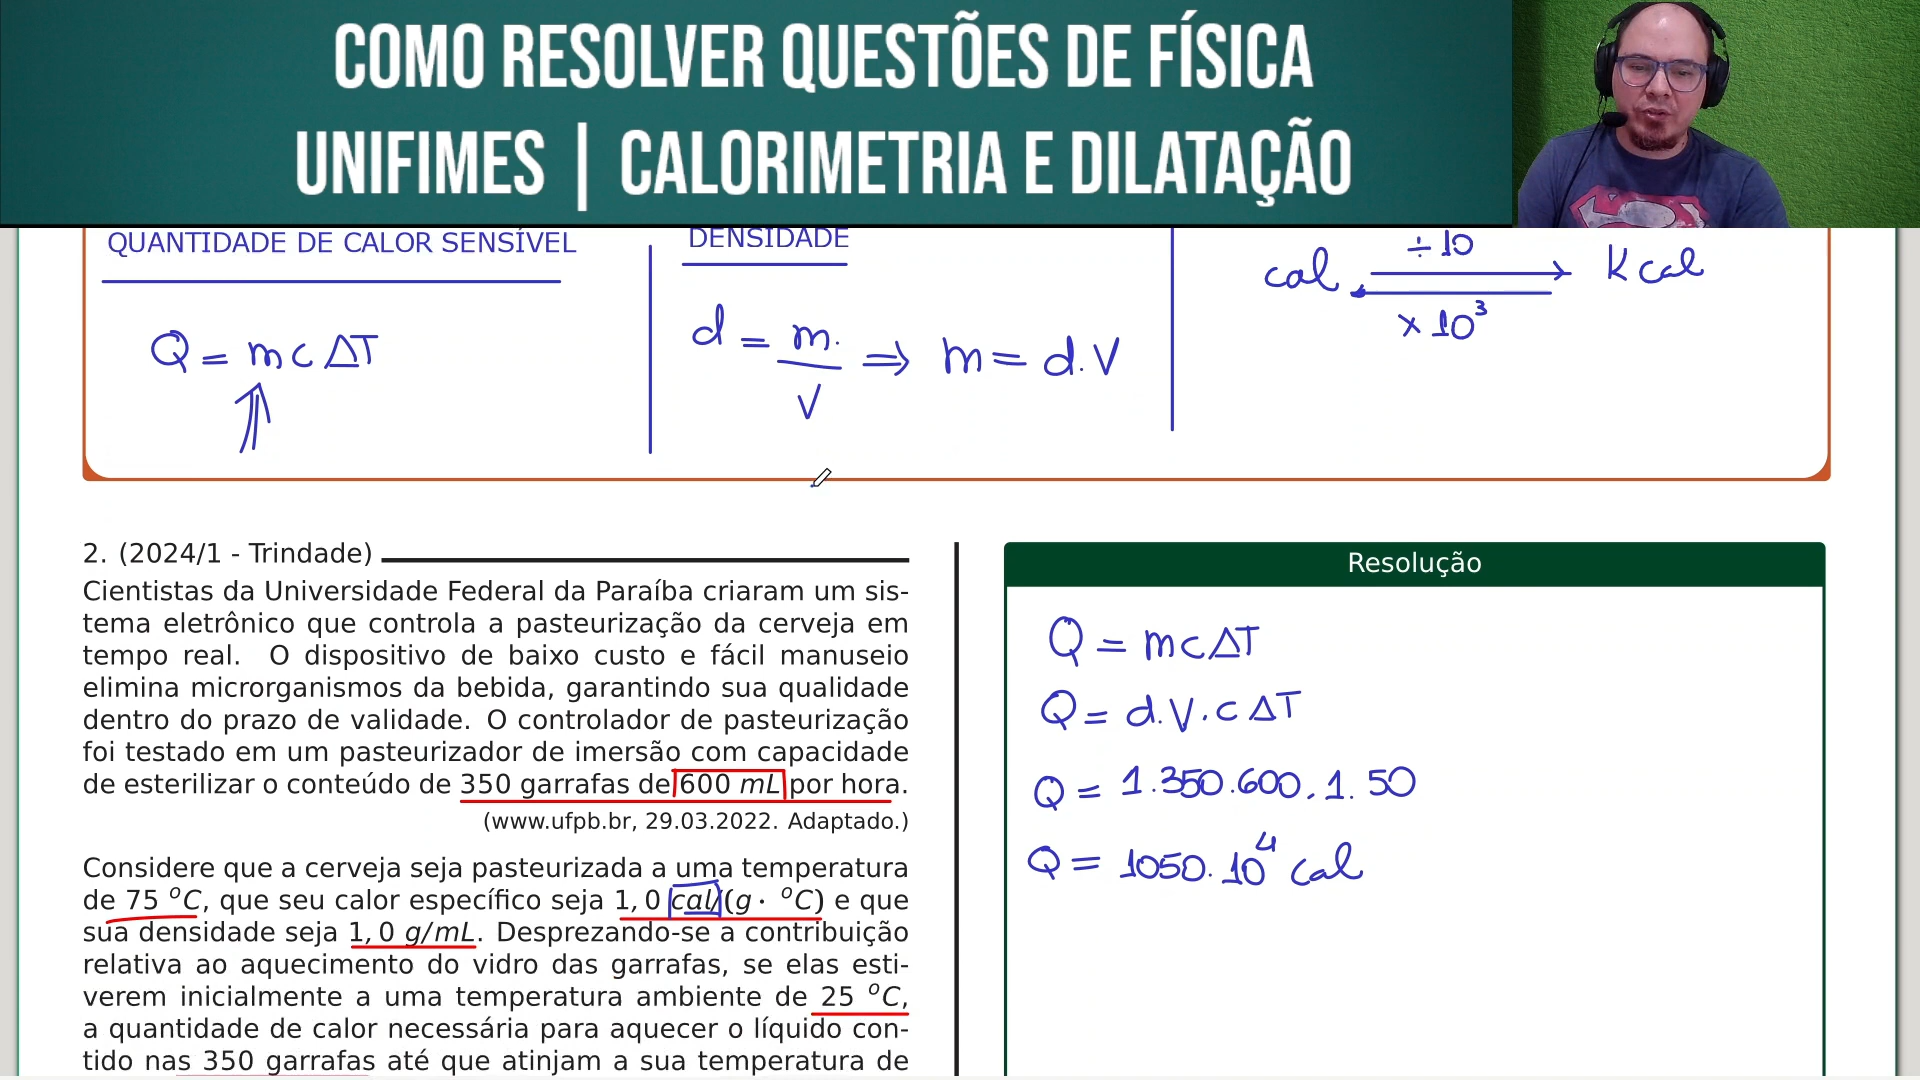 COMO RESOLVER QUESTÕES DE FÍSICA
UNIFIMES | CALORIMETRIA E DILATAÇÃO
QUANTIDADE DE CALOR SENSÍVEL
Q = mcΔT
DENSIDADE
d = m/V ⇒ m = d.V
cal ÷10 → kcal
×10³
2. (2024/1 - Trindade)
Cientistas da Universidade Federal da Paraíba criaram um sis-
tema eletrônico que controla a pasteurização da cerveja em
tempo real. O dispositivo de baixo custo e fácil manuseio
elimina microrganismos da bebida, garantindo sua qualidade
dentro do prazo de validade. O controlador de pasteurização
foi testado em um pasteurizador de imersão com capacidade
de esterilizar o conteúdo de 350 garrafas de 600 mL por hora.
(www.ufpb.br, 29.03.2022. Adaptado.)
Considere que a cerveja seja pasteurizada a uma temperatura
de 75 °C, que seu calor específico seja 1,0 cal/(g· °C) e que
sua densidade seja 1,0 g/mL. Desprezando-se a contribuição
relativa ao aquecimento do vidro das garrafas, se elas esti-
verem inicialmente a uma temperatura ambiente de 25 °C,
a quantidade de calor necessária para aquecer o líquido con-
tido nas 350 garrafas até que atinjam a sua temperatura de
Resolução
Q = mcΔT
Q = d.V.cΔT
Q = 1.350.600.1.50
Q = 1050.10⁴ cal